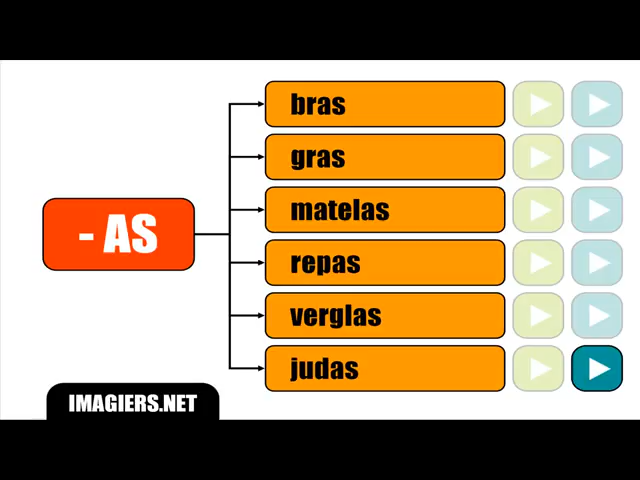 - AS
bras
gras
matelas
repas
verglas
judas
IMAGIERS.NET